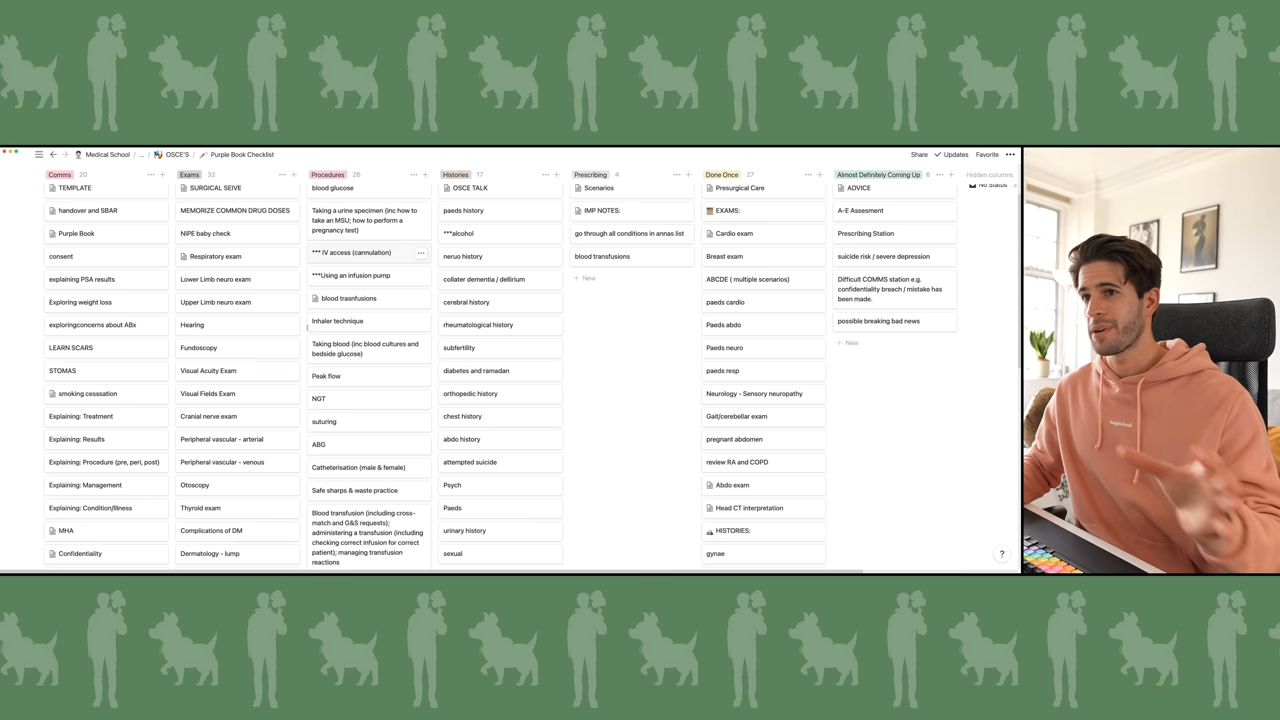 Medical School / ... / OSCE'S / Purple Book Checklist
Share Updates Favorite
Comms 20
TEMPLATE
handover and SBAR
Purple Book
consent
explaining PSA results
Exploring weight loss
exploringconcerns about ABx
LEARN SCARS
STOMAS
smoking cesssation
Explaining: Treatment
Explaining: Results
Explaining: Procedure (pre, peri, post)
Explaining: Management
Explaining: Condition/Illness
MHA
Confidentiality
Exams 32
SURGICAL SEIVE
MEMORIZE COMMON DRUG DOSES
NIPE baby check
Respiratory exam
Lower Limb neuro exam
Upper Limb neuro exam
Hearing
Fundoscopy
Visual Acuity Exam
Visual Fields Exam
Cranial nerve exam
Peripheral vascular - arterial
Peripheral vascular - venous
Otoscopy
Thyroid exam
Complications of DM
Dermatology - lump
Procedures 26
blood glucose
Taking a urine specimen (inc how to
take an MSU; how to perform a
pregnancy test)
*** IV access (cannulation)
***Using an infusion pump
blood trasnfusions
Inhaler technique
Taking blood (inc blood cultures and
bedside glucose)
Peak flow
NGT
suturing
ABG
Catheterisation (male & female)
Safe sharps & waste practice
Blood transfusion (including cross-
match and G&S requests);
administering a transfusion (including
checking correct infusion for correct
patient); managing transfusion
reactions
Histories 17
OSCE TALK
paeds history
***alcohol
neruo history
collater dementia / dellirium
cerebral history
rheumatological history
subfertility
diabetes and ramadan
orthopedic history
chest history
abdo history
attempted suicide
Psych
Paeds
urinary history
sexual
Prescribing 4
Scenarios
IMP NOTES:
go through all conditions in annas list
blood transfusions
+ New
Done Once 27
Presurgical Care
EXAMS:
Cardio exam
Breast exam
ABCDE ( multiple scenarios)
paeds cardio
Paeds abdo
Paeds neuro
paeds resp
Neurology - Sensory neuropathy
Gait/cerebellar exam
pregnant abdomen
review RA and COPD
Abdo exam
Head CT interpretation
HISTORIES:
gynae
Almost Definitely Coming Up 6
ADVICE
A-E Assesment
Prescribing Station
suicide risk / severe depression
Difficult COMMS station e.g.
confidentiality breach / mistake has
been made.
possible breaking bad news
+ New
Hidden columns
No Status
?